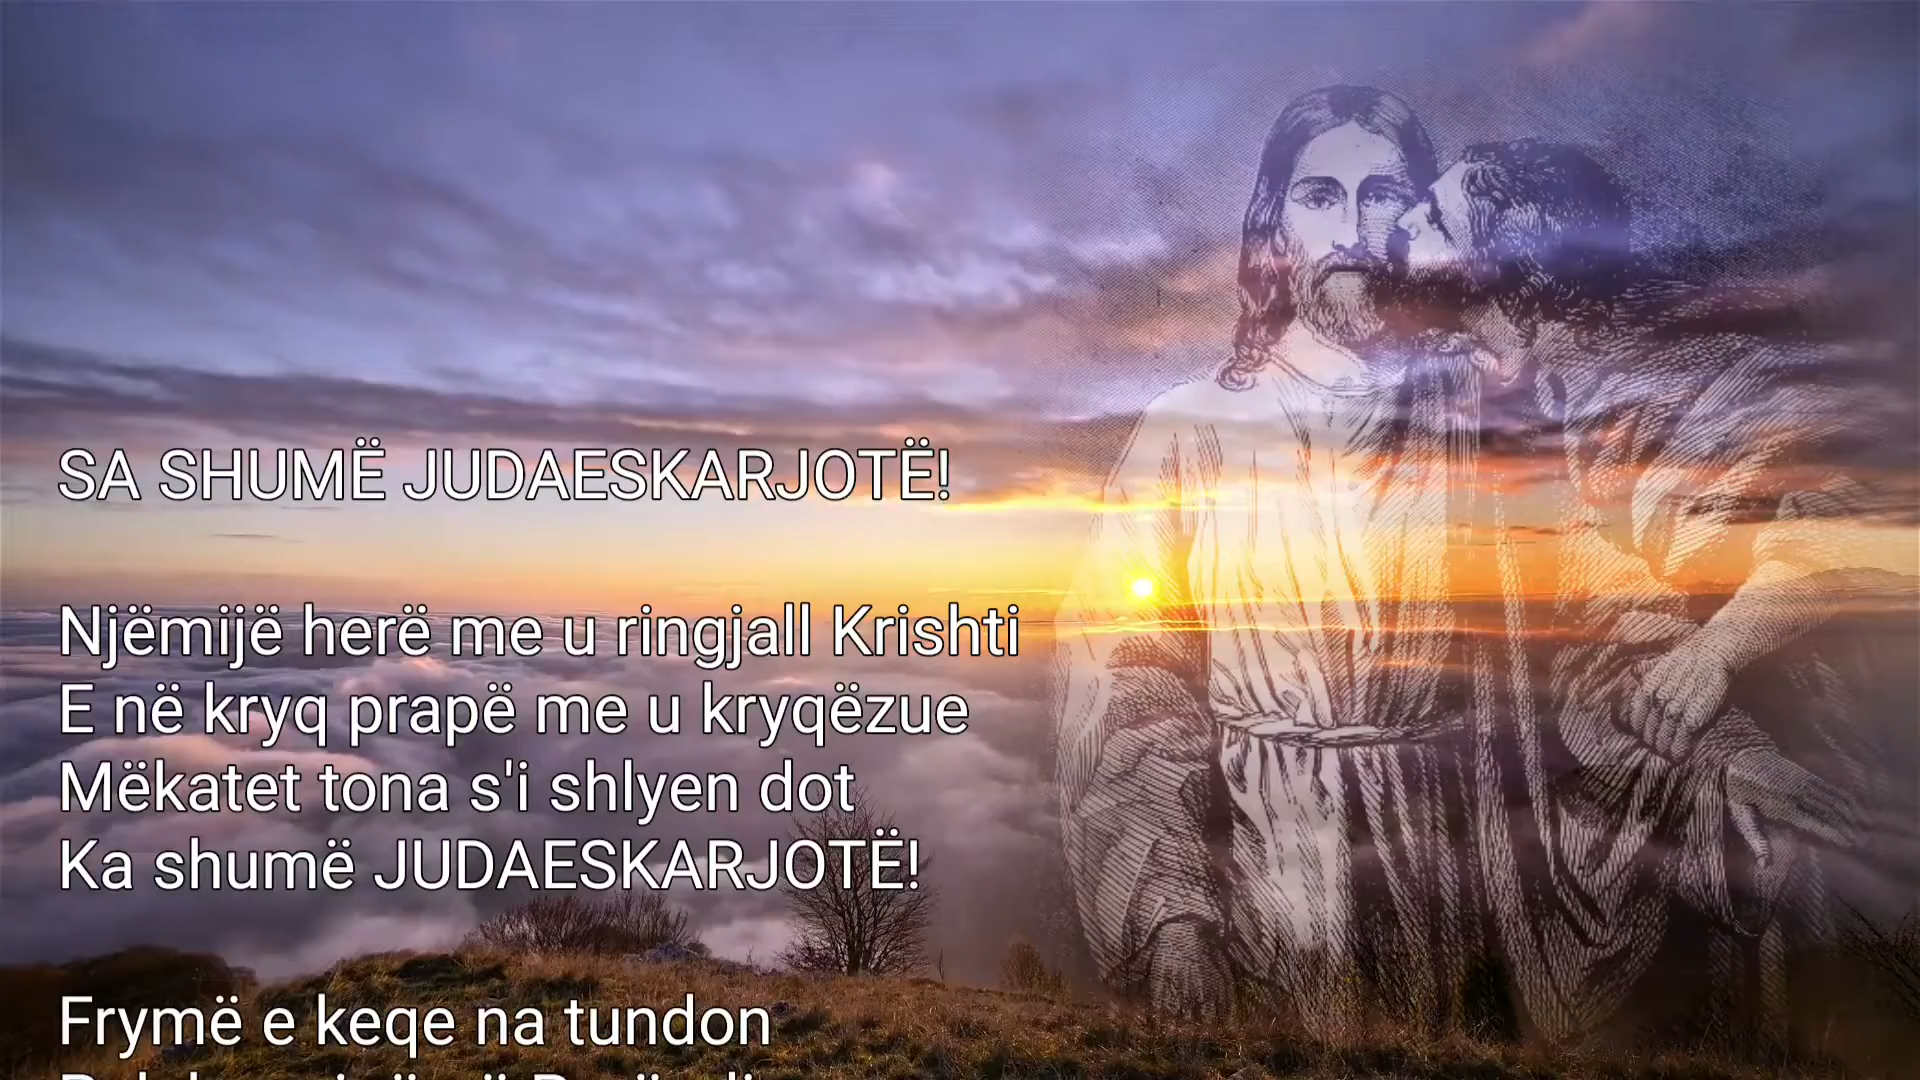 SA SHUMË JUDAESKARJOTË!
Njëmijë herë me u ringjall Krishti
E në kryq prapë me u kryqëzue
Mëkatet tona s'i shlyen dot
Ka shumë JUDAESKARJOTË!
Frymë e keqe na tundon